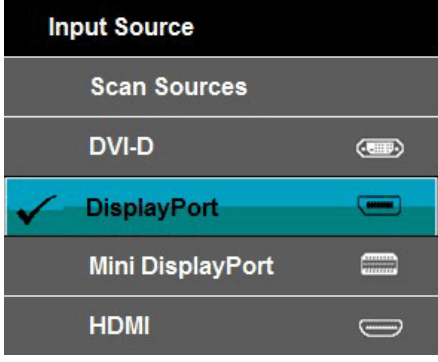 Input Source
Scan Sources
DVI-D
DisplayPort
Mini DisplayPort
HDMI